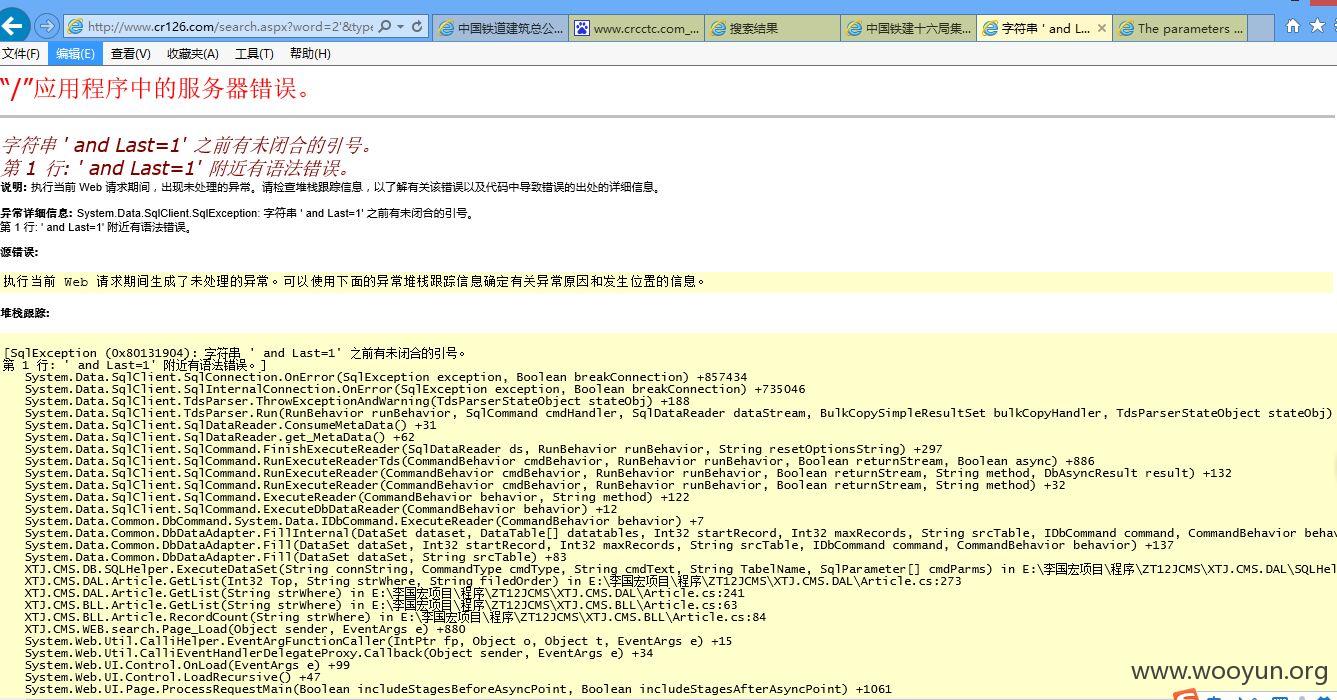 http://www.cr126.com/search.aspx?word=2'&type
中国铁道建筑总公...
www.crcctc.com_...
搜索结果
中国铁建十六局集...
字符串 ' and L...
The parameters ...
文件(F) 编辑(E) 查看(V) 收藏夹(A) 工具(T) 帮助(H)
“/”应用程序中的服务器错误。
字符串 ' and Last=1' 之前有未闭合的引号。
第 1 行: ' and Last=1' 附近有语法错误。
说明: 执行当前 Web 请求期间，出现未处理的异常。请检查堆栈跟踪信息，以了解有关该错误以及代码中导致错误的出处的详细信息。
异常详细信息: System.Data.SqlClient.SqlException: 字符串 ' and Last=1' 之前有未闭合的引号。
第 1 行: ' and Last=1' 附近有语法错误。
源错误:
执行当前 Web 请求期间生成了未处理的异常。可以使用下面的异常堆栈跟踪信息确定有关异常原因和发生位置的信息。
堆栈跟踪:
[SqlException (0x80131904): 字符串 ' and Last=1' 之前有未闭合的引号。
第 1 行: ' and Last=1' 附近有语法错误。]
System.Data.SqlClient.SqlConnection.OnError(SqlException exception, Boolean breakConnection) +857434
System.Data.SqlClient.SqlInternalConnection.OnError(SqlException exception, Boolean breakConnection) +735046
System.Data.SqlClient.TdsParser.ThrowExceptionAndWarning(TdsParserStateObject stateObj) +188
System.Data.SqlClient.TdsParser.Run(RunBehavior runBehavior, SqlCommand cmdHandler, SqlDataReader dataStream, BulkCopySimpleResultSet bulkCopyHandler, TdsParserStateObject stateObj)
System.Data.SqlClient.SqlDataReader.ConsumeMetaData() +31
System.Data.SqlClient.SqlDataReader.get_MetaData() +62
System.Data.SqlClient.SqlCommand.FinishExecuteReader(SqlDataReader ds, RunBehavior runBehavior, String resetOptionsString) +297
System.Data.SqlClient.SqlCommand.RunExecuteReaderTds(CommandBehavior cmdBehavior, RunBehavior runBehavior, Boolean returnStream, Boolean async) +886
System.Data.SqlClient.SqlCommand.RunExecuteReader(CommandBehavior cmdBehavior, RunBehavior runBehavior, Boolean returnStream, String method, DbAsyncResult result) +132
System.Data.SqlClient.SqlCommand.RunExecuteReader(CommandBehavior cmdBehavior, RunBehavior runBehavior, Boolean returnStream, String method) +32
System.Data.SqlClient.SqlCommand.ExecuteReader(CommandBehavior behavior, String method) +122
System.Data.SqlClient.SqlCommand.ExecuteDbDataReader(CommandBehavior behavior) +12
System.Data.Common.DbCommand.System.Data.IDbCommand.ExecuteReader(CommandBehavior behavior) +7
System.Data.Common.DbDataAdapter.FillInternal(DataSet dataset, DataTable[] datatables, Int32 startRecord, Int32 maxRecords, String srcTable, IDbCommand command, CommandBehavior beha
System.Data.Common.DbDataAdapter.Fill(DataSet dataSet, Int32 startRecord, Int32 maxRecords, String srcTable, IDbCommand command, CommandBehavior behavior) +137
System.Data.Common.DbDataAdapter.Fill(DataSet dataSet, String srcTable) +83
XTJ.CMS.DB.SQLHelper.ExecuteDataSet(String connString, CommandType cmdType, String cmdText, String TabelName, SqlParameter[] cmdParms) in E:\李国宏项目\程序\ZT12JCMS\XTJ.CMS.DAL\SQLHel
XTJ.CMS.DAL.Article.GetList(Int32 Top, String strWhere, String filedOrder) in E:\李国宏项目\程序\ZT12JCMS\XTJ.CMS.DAL\Article.cs:273
XTJ.CMS.DAL.Article.GetList(String strWhere) in E:\李国宏项目\程序\ZT12JCMS\XTJ.CMS.DAL\Article.cs:241
XTJ.CMS.BLL.Article.GetList(String strWhere) in E:\李国宏项目\程序\ZT12JCMS\XTJ.CMS.BLL\Article.cs:63
XTJ.CMS.BLL.Article.RecordCount(String strWhere) in E:\李国宏项目\程序\ZT12JCMS\XTJ.CMS.BLL\Article.cs:84
XTJ.CMS.WEB.search.Page_Load(Object sender, EventArgs e) +880
System.Web.Util.CalliHelper.EventArgFunctionCaller(IntPtr fp, Object o, Object t, EventArgs e) +15
System.Web.Util.CalliEventHandlerDelegateProxy.Callback(Object sender, EventArgs e) +34
System.Web.UI.Control.OnLoad(EventArgs e) +99
System.Web.UI.Control.LoadRecursive() +47
System.Web.UI.Page.ProcessRequestMain(Boolean includeStagesBeforeAsyncPoint, Boolean includeStagesAfterAsyncPoint) +1061
www.wooyun.org